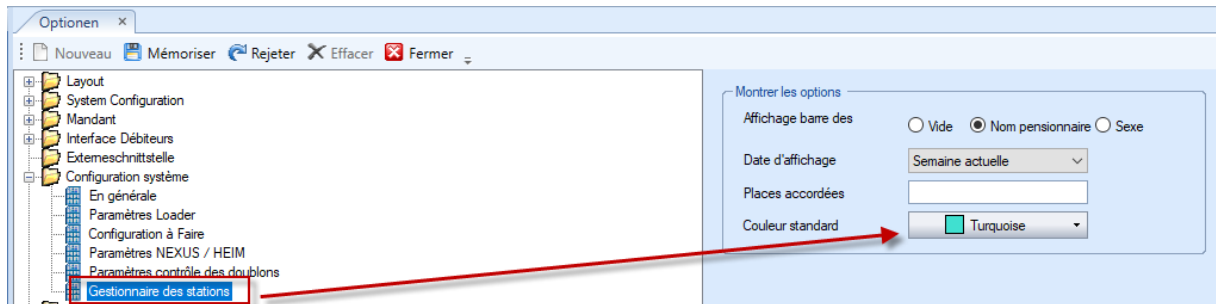 Optionen ×
Nouveau Mémoriser Rejeter Effacer Fermer
Layout
System Configuration
Mandant
Interface Débiteurs
Externeschnittstelle
Configuration système
En générale
Paramètres Loader
Configuration à Faire
Paramètres NEXUS / HEIM
Paramètres contrôle des doublons
Gestionnaire des stations
Montrer les options
Affichage barre des Vide Nom pensionnaire Sexe
Date d'affichage Semaine actuelle
Places accordées
Couleur standard Turquoise